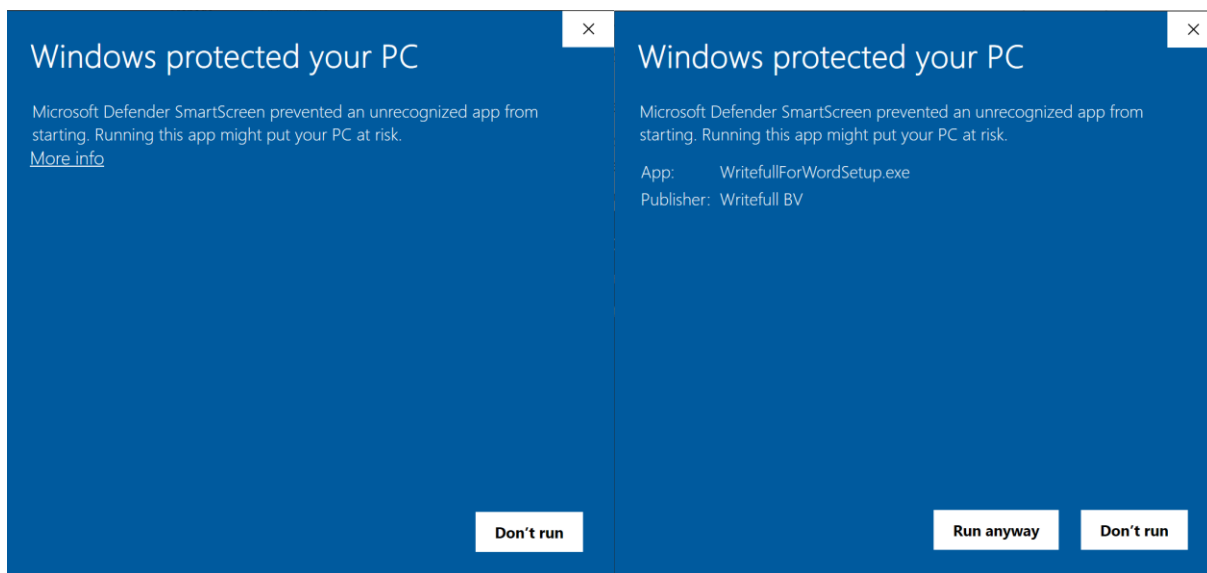 Windows protected your PC
Microsoft Defender SmartScreen prevented an unrecognized app from
starting. Running this app might put your PC at risk.
More info
Don't run
Windows protected your PC
Microsoft Defender SmartScreen prevented an unrecognized app from
starting. Running this app might put your PC at risk.
App: WritefullForWordSetup.exe
Publisher: Writefull BV
Run anyway Don't run